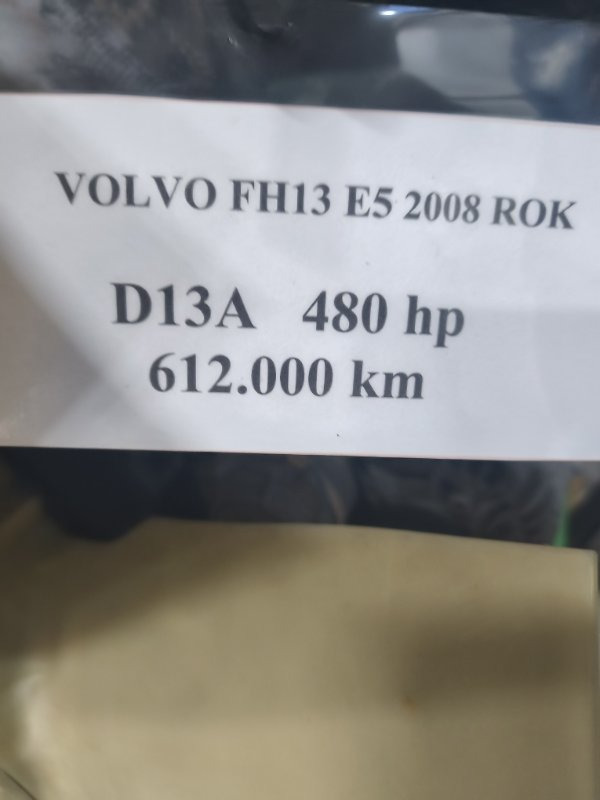 VOLVO FH13 E5 2008 ROK
D13A 480 hp
612.000 km